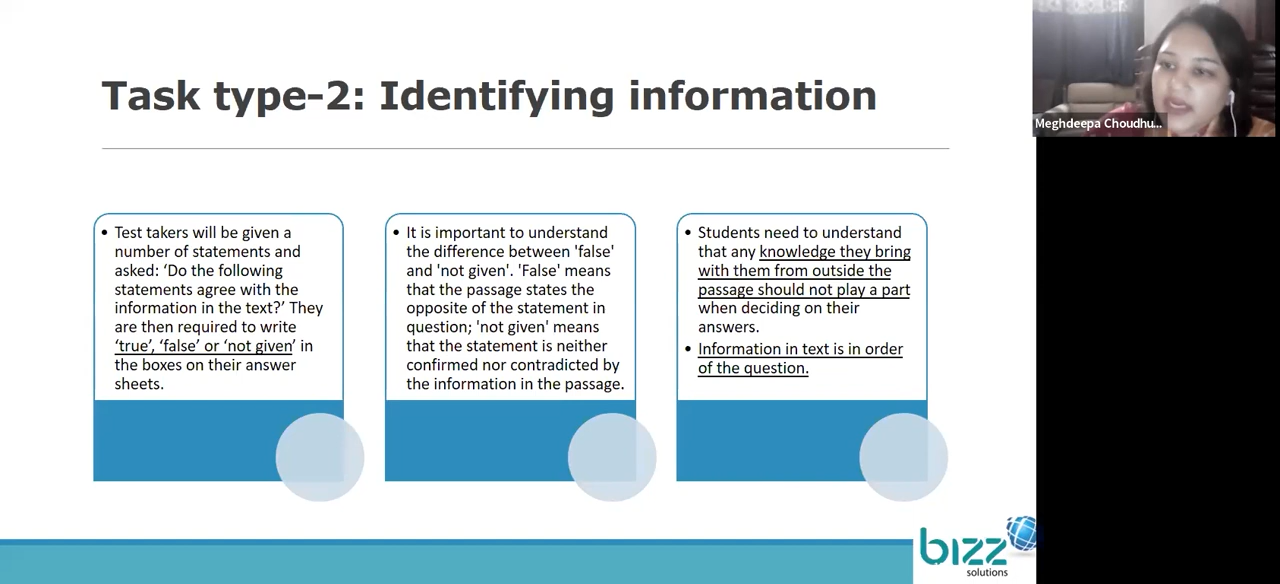 Task type-2: Identifying information
Meghdeepa Choudhu...
• Test takers will be given a
number of statements and
asked: ‘Do the following
statements agree with the
information in the text?’ They
are then required to write
‘true’, ‘false’ or ‘not given’ in
the boxes on their answer
sheets.
• It is important to understand
the difference between 'false'
and 'not given'. 'False' means
that the passage states the
opposite of the statement in
question; 'not given' means
that the statement is neither
confirmed nor contradicted by
the information in the passage.
• Students need to understand
that any knowledge they bring
with them from outside the
passage should not play a part
when deciding on their
answers.
• Information in text is in order
of the question.
bizz
solutions